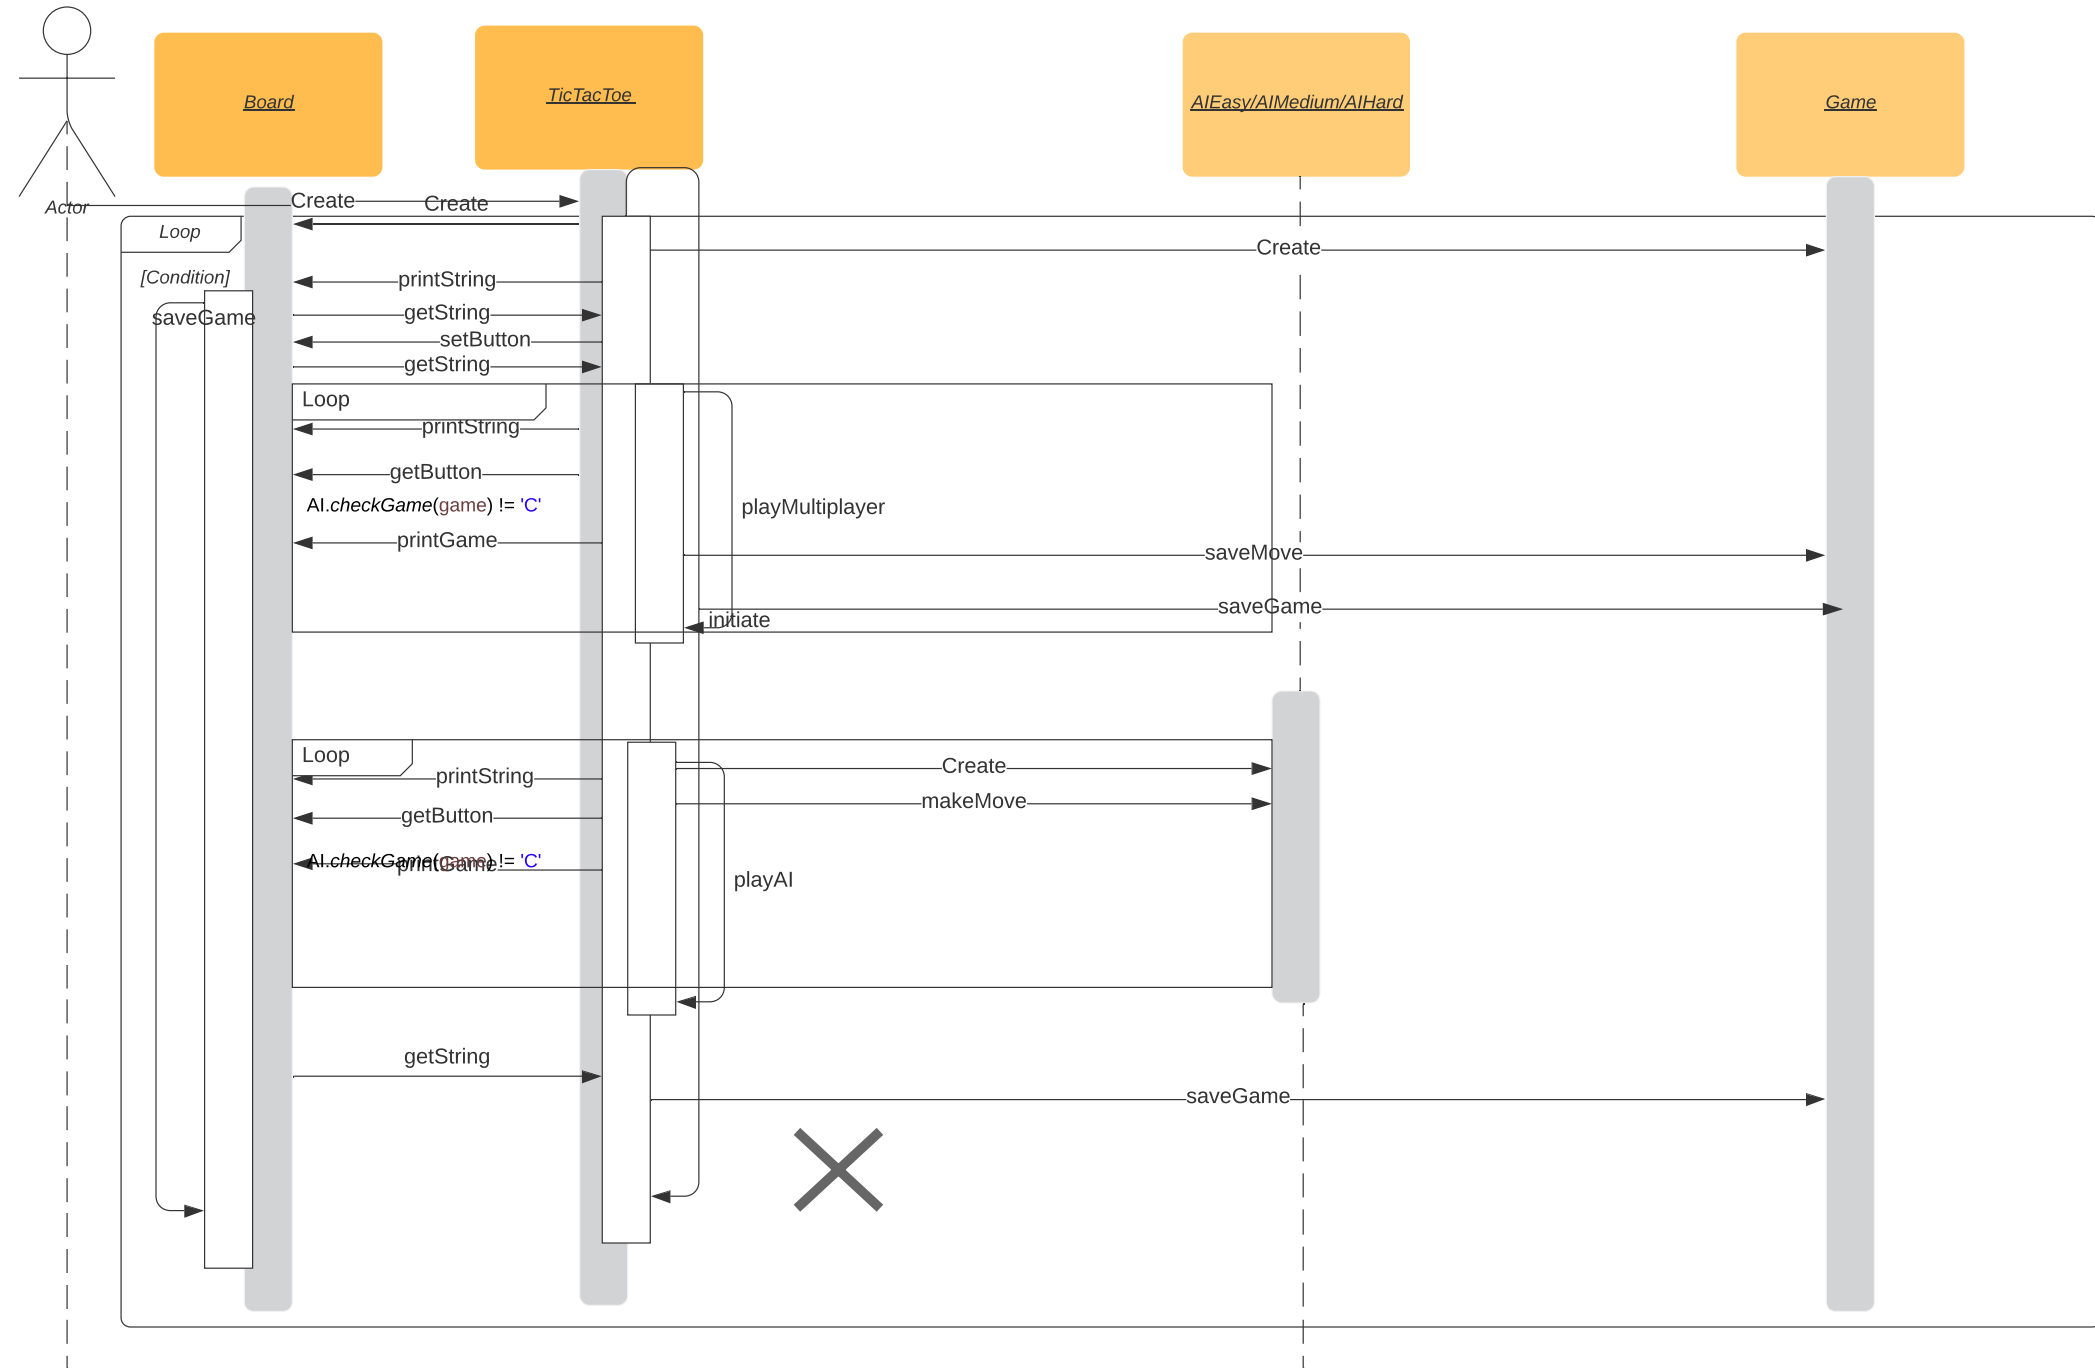 Board
TicTacToe
AIEasy/AIMedium/AIHard
Game
Actor
Create
Create
Loop
Create
[Condition]
printString
saveGame
getString
setButton
getString
Loop
printString
getButton
AI.checkGame(game) != 'C'
playMultiplayer
printGame
saveMove
saveGame
initiate
Loop
printString
Create
makeMove
getButton
AI.checkGame(game) != 'C'
printGame
playAI
getString
saveGame